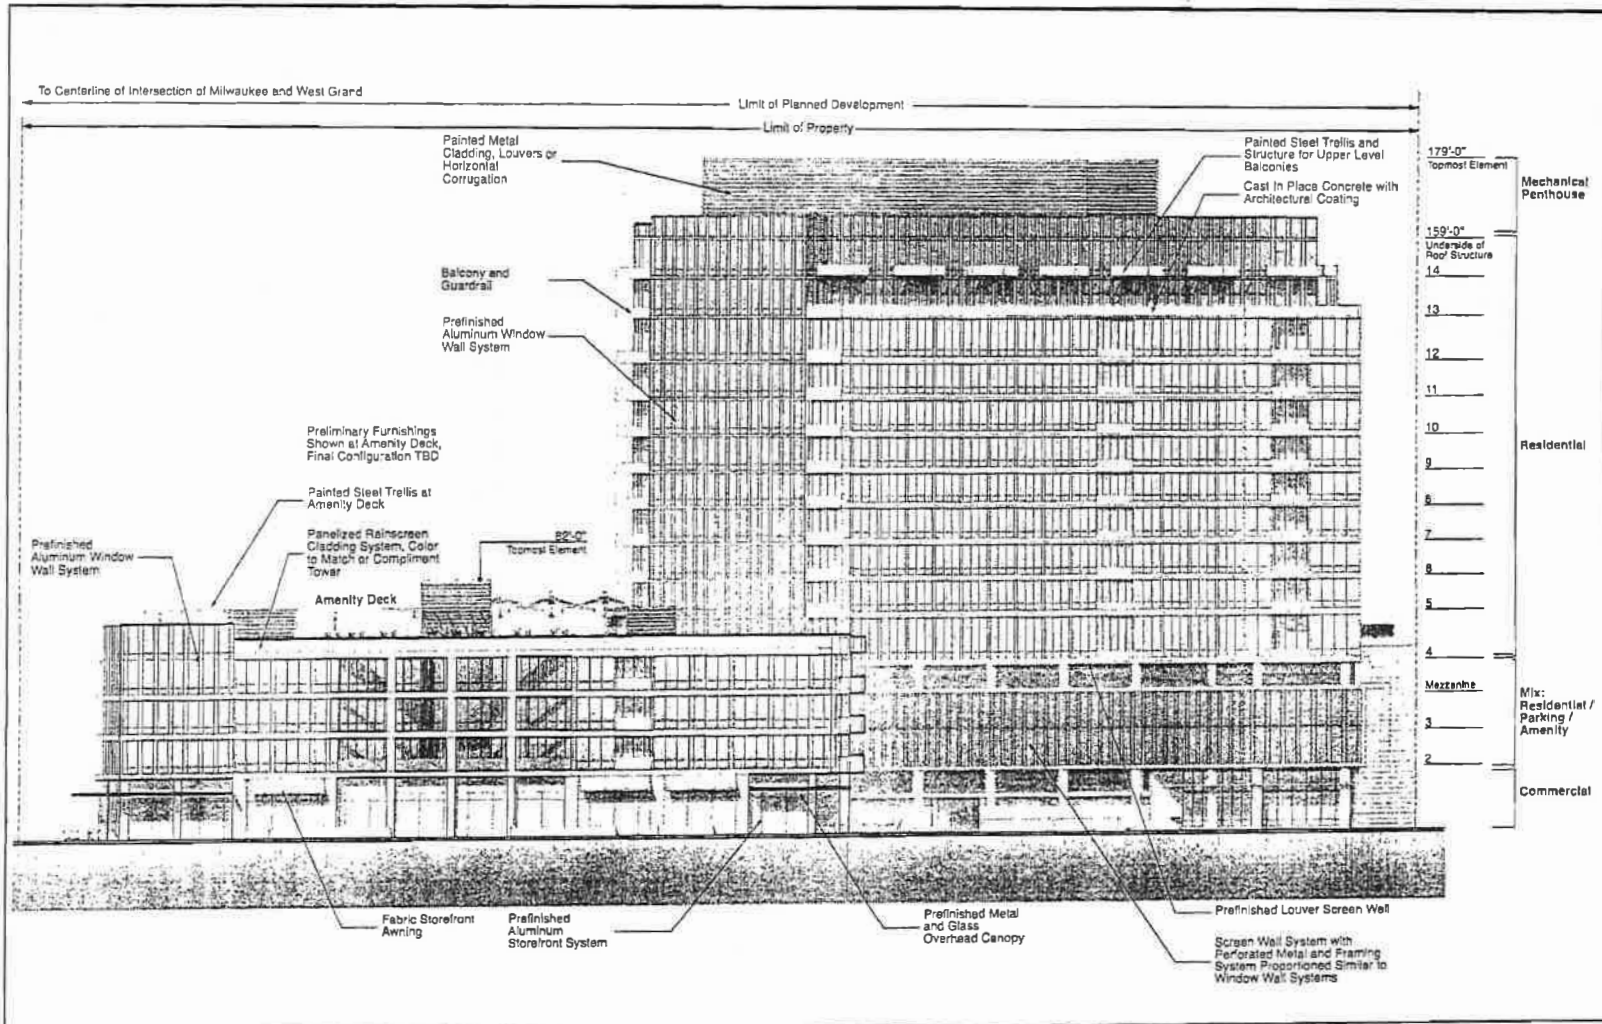 To Centerline of Intersection of Milwaukee and West Grand
Limit of Planned Development
Limit of Property
Painted Metal
Cladding, Louvers or
Horizontal
Corrugation
Painted Steel Trellis and
Structure for Upper Level
Balconies
Cast In Place Concrete with
Architectural Coating
179'-0"
Topmost Element
Mechanical
Penthouse
159'-0"
Underside of
Roof Structure
14
13
12
11
10
9
8
7
6
5
4
Mezzanine
3
2
Residential
Mix:
Residential /
Parking /
Amenity
Commercial
Balcony and
Guardrail
Prefinished
Aluminum Window
Wall System
Preliminary Furnishings
Shown at Amenity Deck,
Final Configuration TBD
Painted Steel Trellis at
Amenity Deck
Prefinished
Aluminum Window
Wall System
Panelized Rainscreen
Cladding System, Color
to Match or Compliment
Tower
Topmost Element
Amenity Deck
Fabric Storefront
Awning
Prefinished
Aluminum
Storefront System
Prefinished Metal
and Glass
Overhead Canopy
Prefinished Louver Screen Wall
Screen Wall System with
Perforated Metal and Framing
System Proportioned Similar to
Window Wall Systems